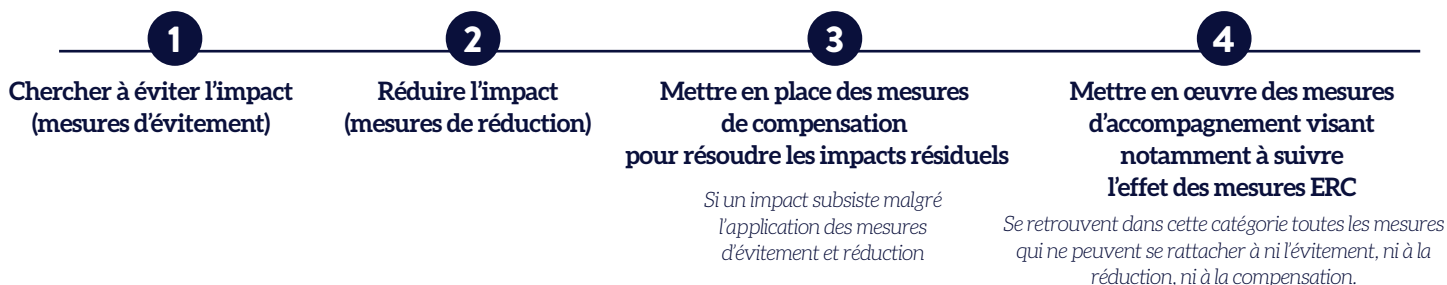 1
Chercher à éviter l’impact
(mesures d’évitement)
2
Réduire l’impact
(mesures de réduction)
3
Mettre en place des mesures
de compensation
pour résoudre les impacts résiduels
Si un impact subsiste malgré
l’application des mesures
d’évitement et réduction
4
Mettre en œuvre des mesures
d’accompagnement visant
notamment à suivre
l’effet des mesures ERC
Se retrouvent dans cette catégorie toutes les mesures
qui ne peuvent se rattacher à ni l’évitement, ni à la
réduction, ni à la compensation.